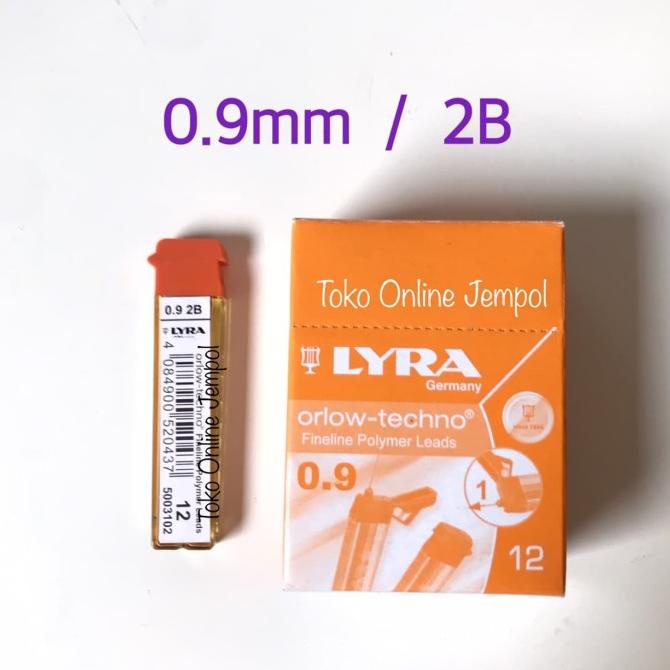 0.9mm / 2B
0.9 2B
LYRA
4 084900 520437
orlow-techno® Fineline Polymer Leads
12
5003102
Toko Online Jempol
Toko Online Jempol
LYRA
Germany
orlow-techno®
Fineline Polymer Leads
0.9
1
12